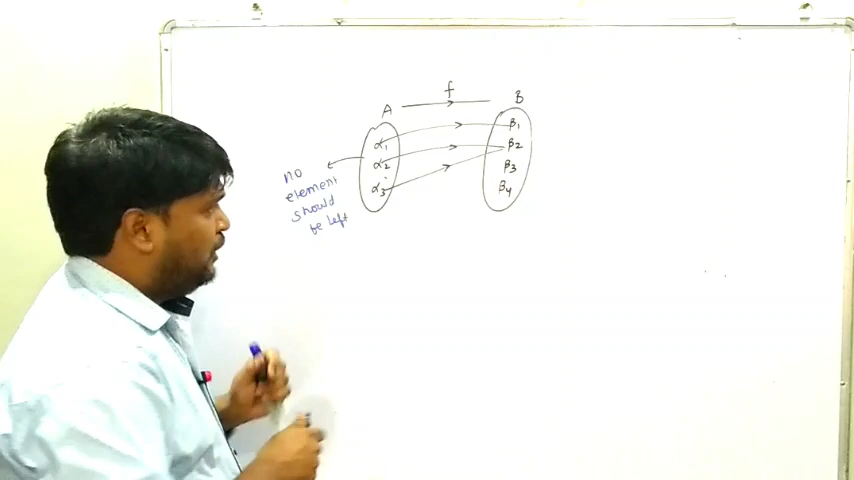 f
A B
α₁ β₁
α₂ β₂
α₃ β₃
β₄
no
element
should
be left